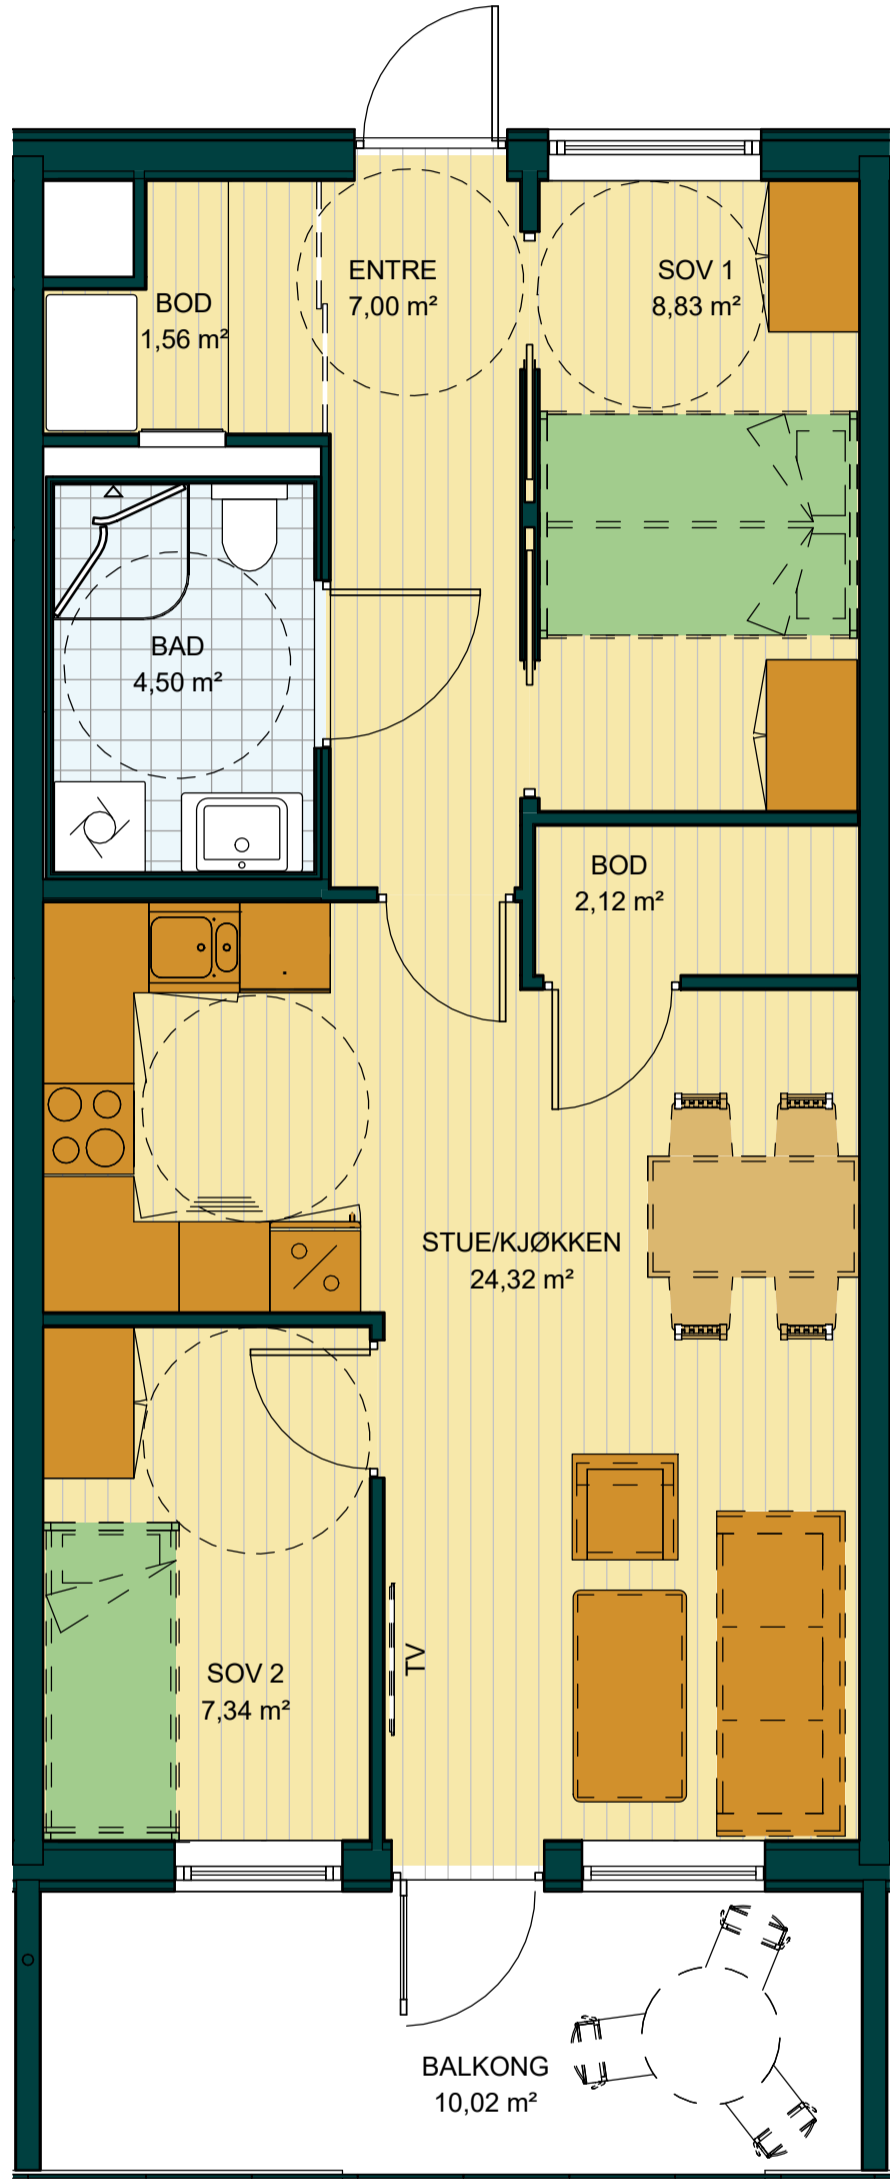 ENTRE
7,00 m²
SOV 1
8,83 m²
BOD
1,56 m²
BAD
4,50 m²
BOD
2,12 m²
STUE/KJØKKEN
24,32 m²
TV
SOV 2
7,34 m²
BALKONG
10,02 m²